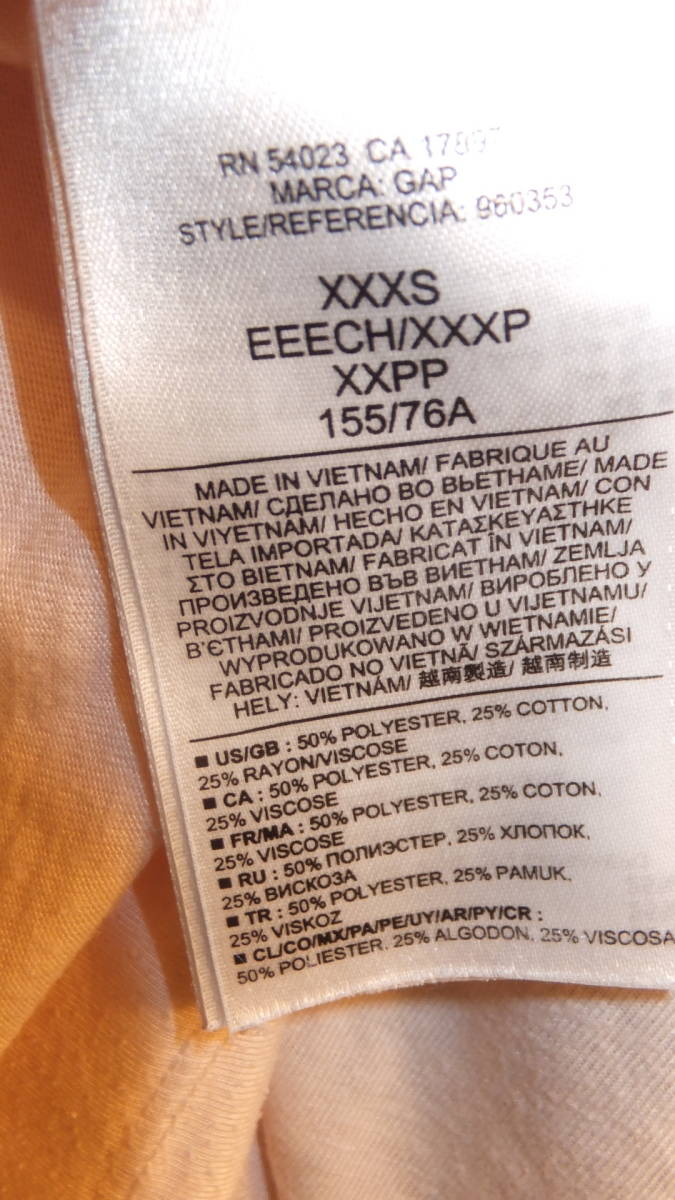 RN 54023 CA 17897
MARCA: GAP
STYLE/REFERENCIA: 960353
XXXS
EEECH/XXXP
XXPP
155/76A
MADE IN VIETNAM/ FABRIQUE AU
VIETNAM/ СДЕЛАНО ВО ВЬЕТНАМЕ/ MADE
IN VIYETNAM/ HECHO EN VIETNAM/ CON
TELA IMPORTADA/ ΚΑΤΑΣΚΕΥΑΣΤΗΚΕ
ΣΤΟ ΒΙΕΤΝΑΜ/ FABRICAT ÎN VIETNAM/
ПРОИЗВЕДЕНО ВЪВ ВИЕТНАМ/ ZEMLJA
PROIZVODNJE VIJETNAM/ ВИРОБЛЕНО У
В'ЄТНАМІ/ PROIZVEDENO U VIJETNAMU/
WYPRODUKOWANO W WIETNAMIE/
FABRICADO NO VIETNÃ/ SZÁRMAZÁSI
HELY: VIETNÁM/ 越南製造/ 越南制造
■ US/GB : 50% POLYESTER, 25% COTTON,
25% RAYON/VISCOSE
■ CA : 50% POLYESTER, 25% COTON,
25% VISCOSE
■ FR/MA : 50% POLYESTER, 25% COTON,
25% VISCOSE
■ RU : 50% ПОЛИЭСТЕР, 25% ХЛОПОК,
25% ВИСКОЗА
■ TR : 50% POLYESTER, 25% PAMUK,
25% VISKOZ
■ CL/CO/MX/PA/PE/UY/AR/PY/CR :
50% POLIESTER, 25% ALGODON, 25% VISCOSA